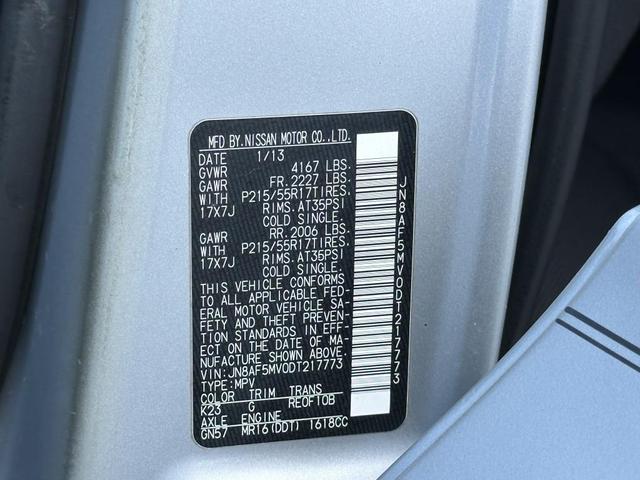 MFD BY.NISSAN MOTOR CO.,LTD.
DATE 1/13
GVWR 4167 LBS.
GAWR FR. 2227 LBS.
WITH P215/55R17TIRES.
17X7J RIMS.AT35PSI
COLD SINGLE.
GAWR RR. 2006 LBS.
WITH P215/55R17TIRES.
17X7J RIMS.AT35PSI
COLD SINGLE.
THIS VEHICLE CONFORMS
TO ALL APPLICABLE FED-
ERAL MOTOR VEHICLE SA-
FETY AND THEFT PREVEN-
TION STANDARDS IN EFF-
ECT ON THE DATE OF MA-
NUFACTURE SHOWN ABOVE.
VIN:JN8AF5MV0DT217773
TYPE:MPV
COLOR TRIM TRANS
K23 G RE0F10B
AXLE ENGINE
GN57 MR16(DDT) 1618CC
JN8AF5MV0DT217773